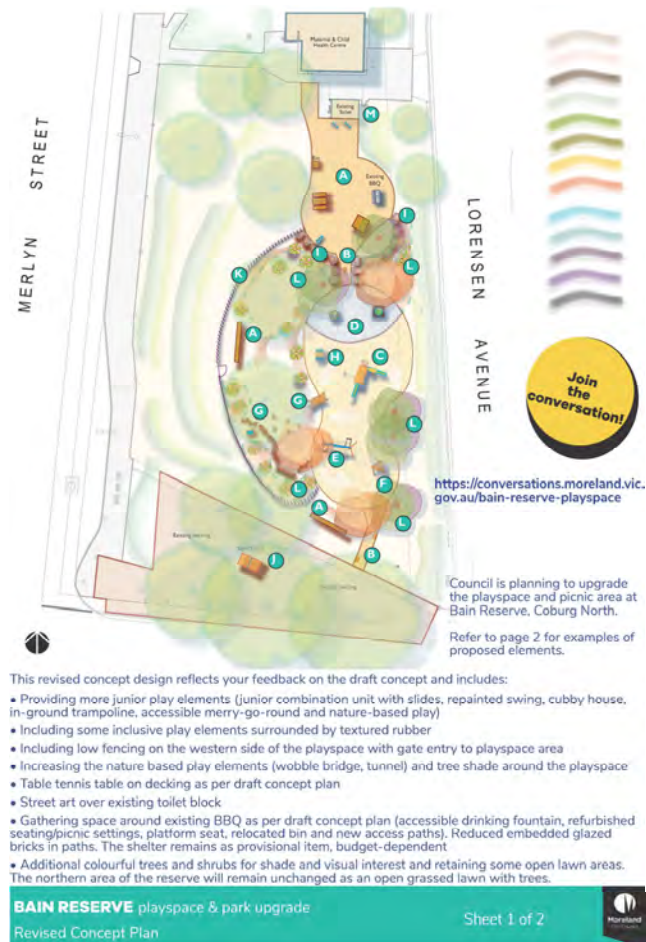 Maternal & Child
Health Centre
Existing
Toilet
M
A
Existing
BBQ
MERLYN STREET
LORENSEN AVENUE
I
I
B
K
L
L
A
D
H
C
G
G
L
E
L
F
A
L
B
J
Join
the
conversation!
https://conversations.moreland.vic.
gov.au/bain-reserve-playspace
Council is planning to upgrade
the playspace and picnic area at
Bain Reserve, Coburg North.
Refer to page 2 for examples of
proposed elements.
This revised concept design reflects your feedback on the draft concept and includes:
• Providing more junior play elements (junior combination unit with slides, repainted swing, cubby house,
in-ground trampoline, accessible merry-go-round and nature-based play)
• Including some inclusive play elements surrounded by textured rubber
• Including low fencing on the western side of the playspace with gate entry to playspace area
• Increasing the nature based play elements (wobble bridge, tunnel) and tree shade around the playspace
• Table tennis table on decking as per draft concept plan
• Street art over existing toilet block
• Gathering space around existing BBQ as per draft concept plan (accessible drinking fountain, refurbished
seating/picnic settings, platform seat, relocated bin and new access paths). Reduced embedded glazed
bricks in paths. The shelter remains as provisional item, budget-dependent
• Additional colourful trees and shrubs for shade and visual interest and retaining some open lawn areas.
The northern area of the reserve will remain unchanged as an open grassed lawn with trees.
BAIN RESERVE playspace & park upgrade
Revised Concept Plan
Sheet 1 of 2
Moreland